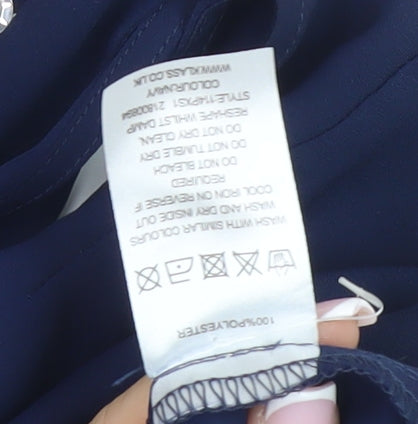 100%POLYESTER
WASH WITH SIMILAR COLOURS
WASH AND DRY INSIDE OUT
COOL IRON ON REVERSE IF
REQUIRED
DO NOT BLEACH
DO NOT TUMBLE DRY
DO NOT DRY CLEAN.
RESHAPE WHILST DAMP
STYLE:114PXS1 21800894
COLOUR:NAVY
WWW.KLASS.CO.UK